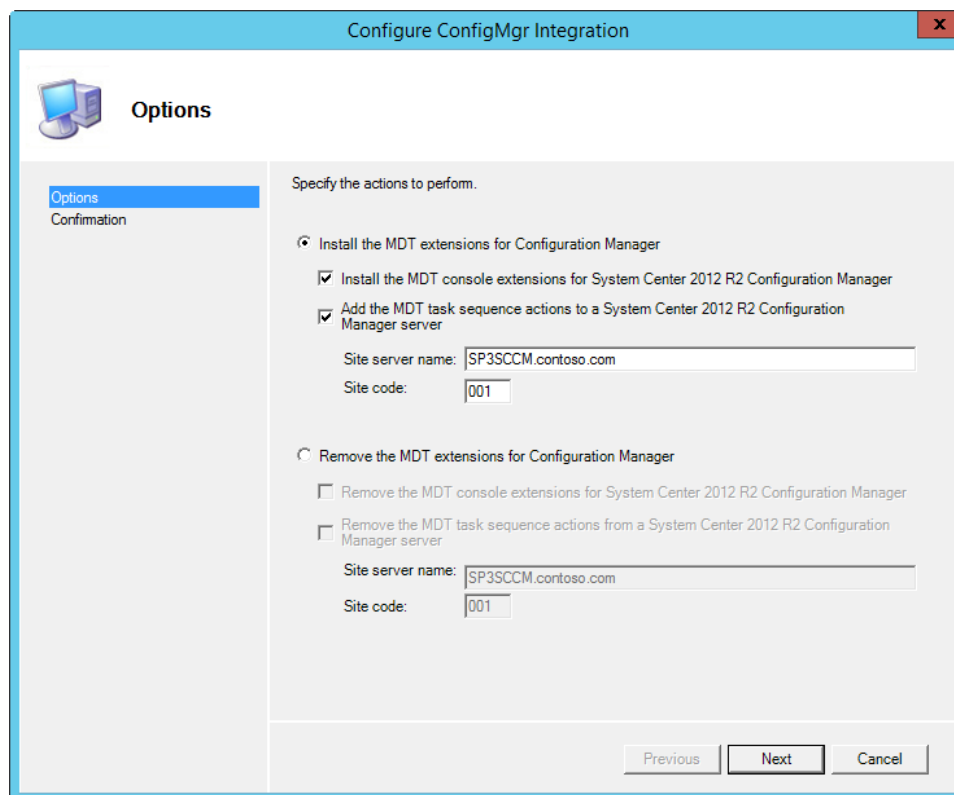 Configure ConfigMgr Integration
x
Options
Options
Confirmation
Specify the actions to perform.
Install the MDT extensions for Configuration Manager
Install the MDT console extensions for System Center 2012 R2 Configuration Manager
Add the MDT task sequence actions to a System Center 2012 R2 Configuration
Manager server
Site server name: SP3SCCM.contoso.com
Site code: 001
Remove the MDT extensions for Configuration Manager
Remove the MDT console extensions for System Center 2012 R2 Configuration Manager
Remove the MDT task sequence actions from a System Center 2012 R2 Configuration
Manager server
Site server name: SP3SCCM.contoso.com
Site code: 001
Previous Next Cancel